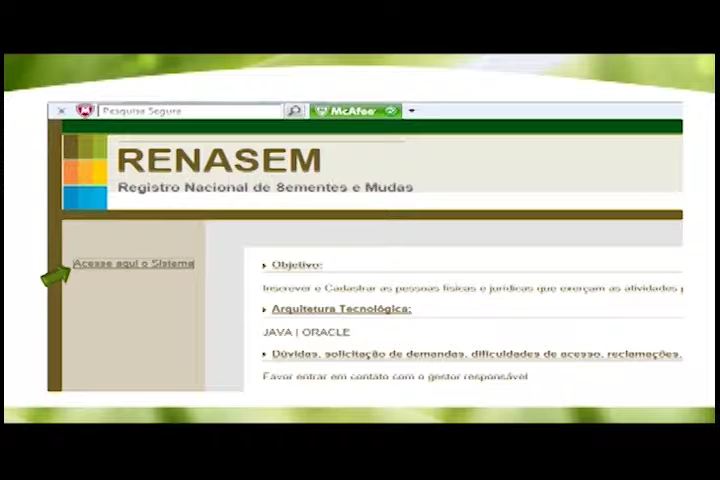 Pesquisa Segura
McAfee
RENASEM
Registro Nacional de Sementes e Mudas
Acesse aqui o Sistema
Objetivo:
Inscrever e Cadastrar as pessoas físicas e jurídicas que exerçam as atividades
Arquitetura Tecnológica:
JAVA | ORACLE
Dúvidas, solicitação de demandas, dificuldades de acesso, reclamações,
Favor entrar em contato com o gestor responsável